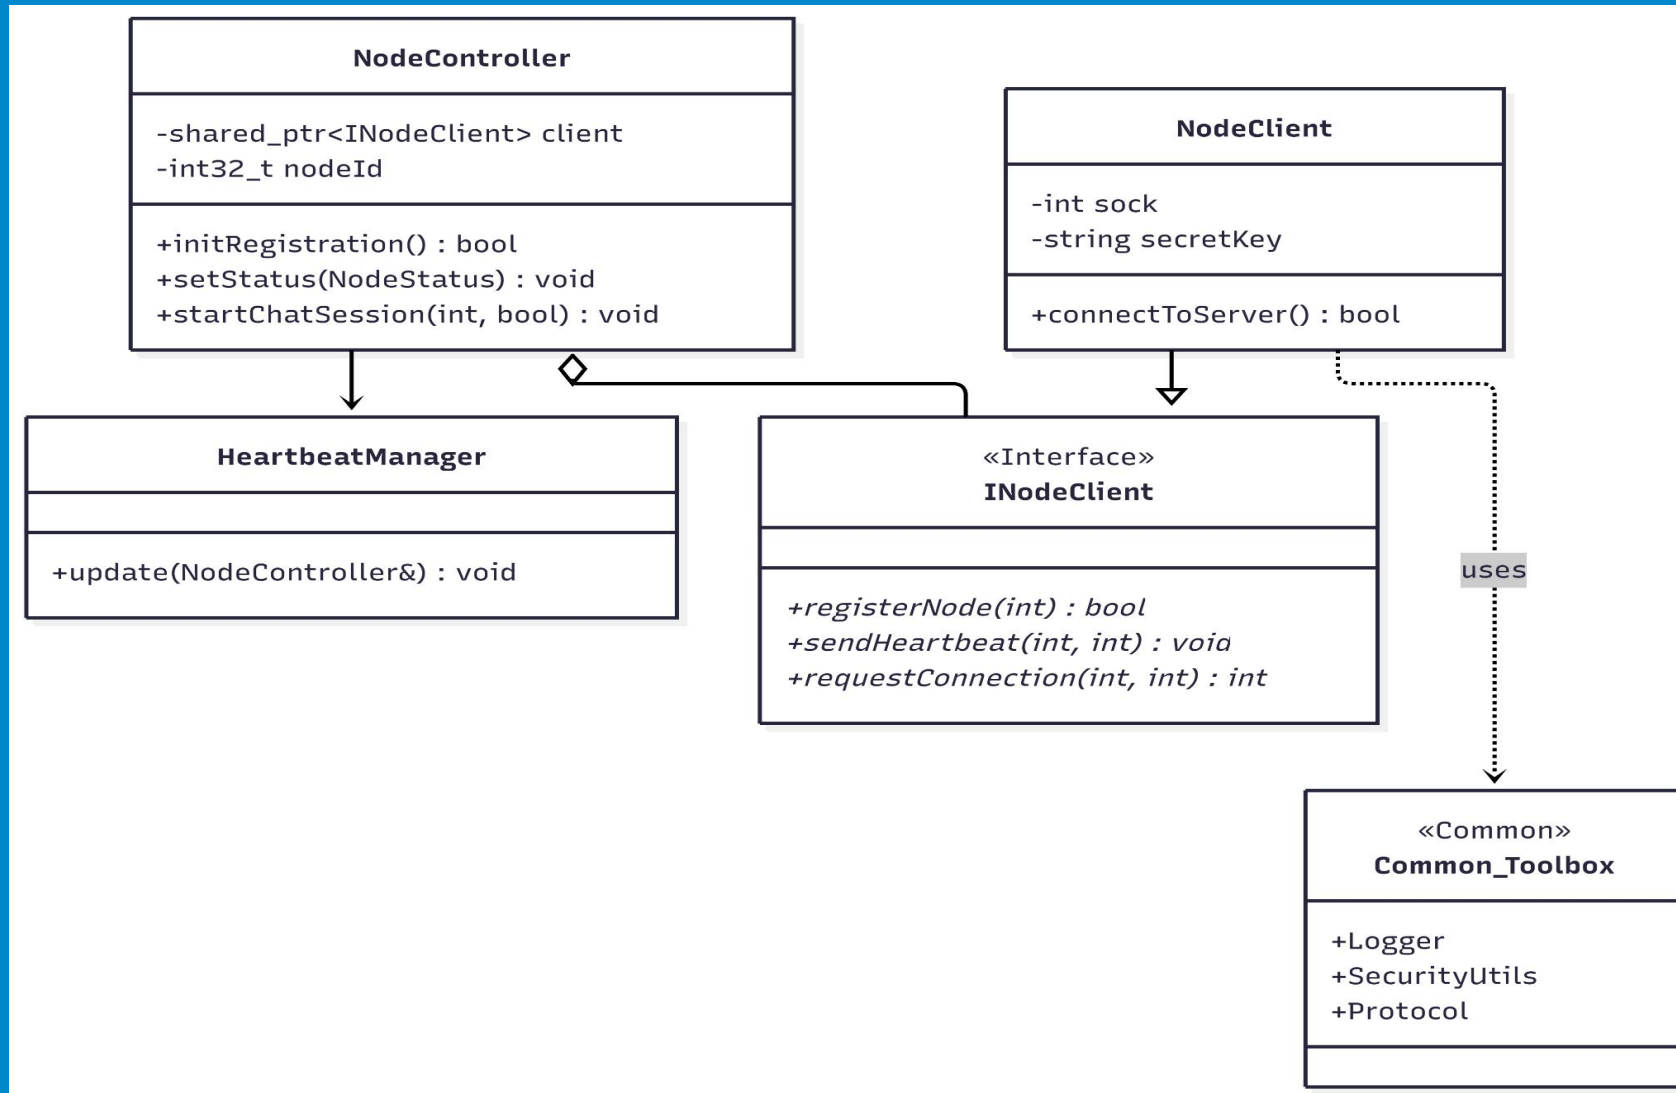 NodeController
-shared_ptr<INodeClient> client
-int32_t nodeId
+initRegistration() : bool
+setStatus(NodeStatus) : void
+startChatSession(int, bool) : void
NodeClient
-int sock
-string secretKey
+connectToServer() : bool
HeartbeatManager
+update(NodeController&) : void
«Interface»
INodeClient
+registerNode(int) : bool
+sendHeartbeat(int, int) : void
+requestConnection(int, int) : int
uses
«Common»
Common_Toolbox
+Logger
+SecurityUtils
+Protocol